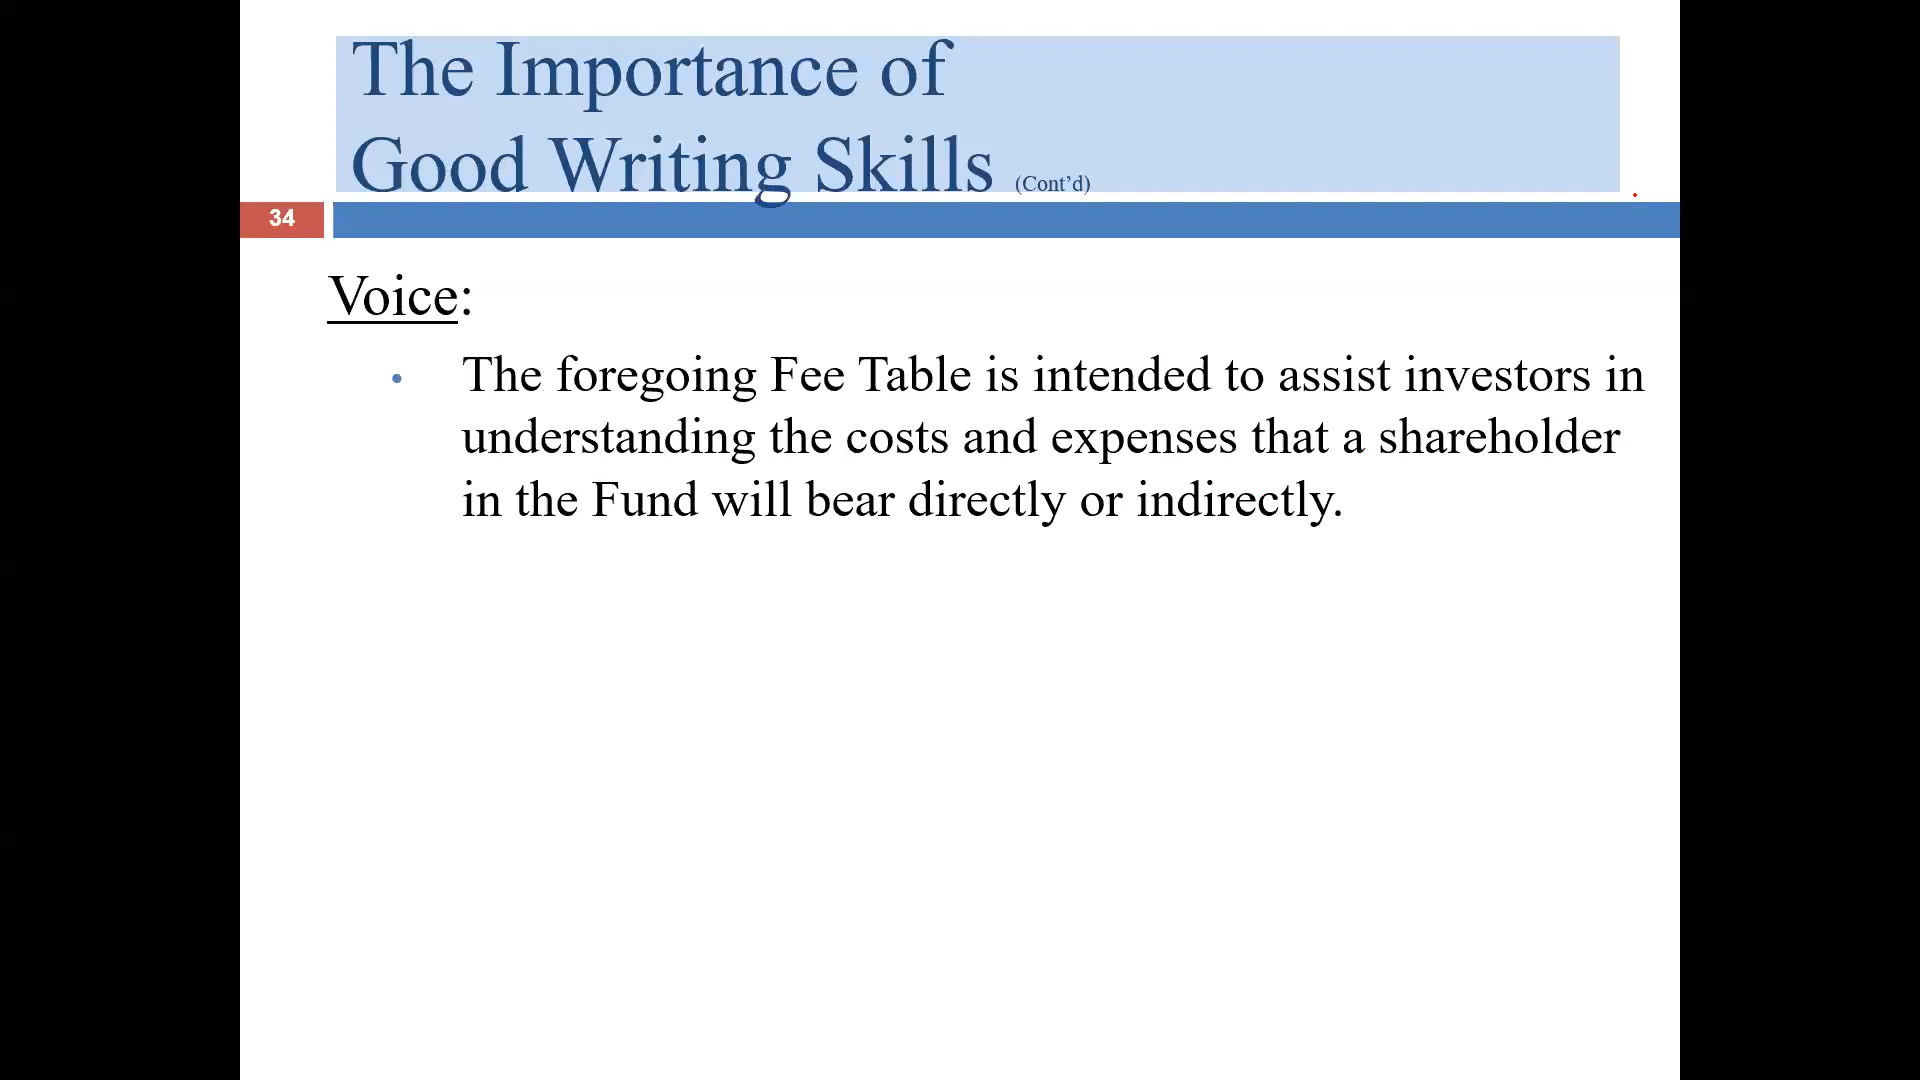 The Importance of
Good Writing Skills (Cont’d)
34
Voice:
• The foregoing Fee Table is intended to assist investors in
understanding the costs and expenses that a shareholder
in the Fund will bear directly or indirectly.